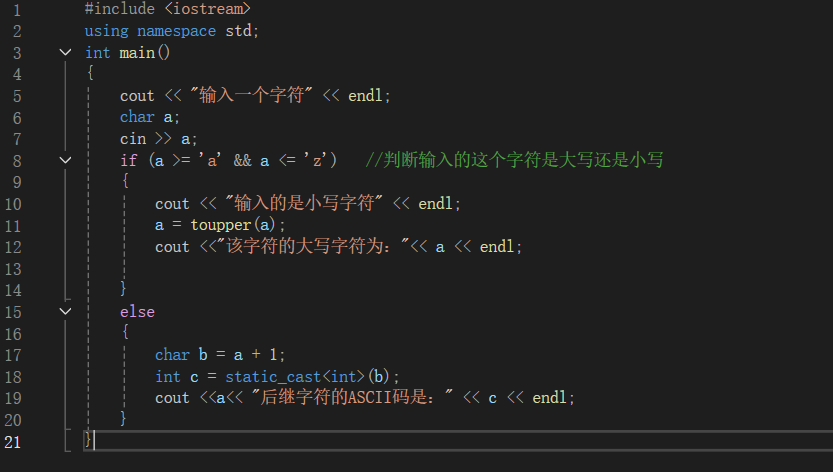 1 #include <iostream>
2 using namespace std;
3 int main()
4 {
5 cout << "输入一个字符" << endl;
6 char a;
7 cin >> a;
8 if (a >= 'a' && a <= 'z') //判断输入的这个字符是大写还是小写
9 {
10 cout << "输入的是小写字符" << endl;
11 a = toupper(a);
12 cout <<"该字符的大写字符为："<< a << endl;
13
14 }
15 else
16 {
17 char b = a + 1;
18 int c = static_cast<int>(b);
19 cout <<a<< "后继字符的ASCII码是：" << c << endl;
20 }
21 }